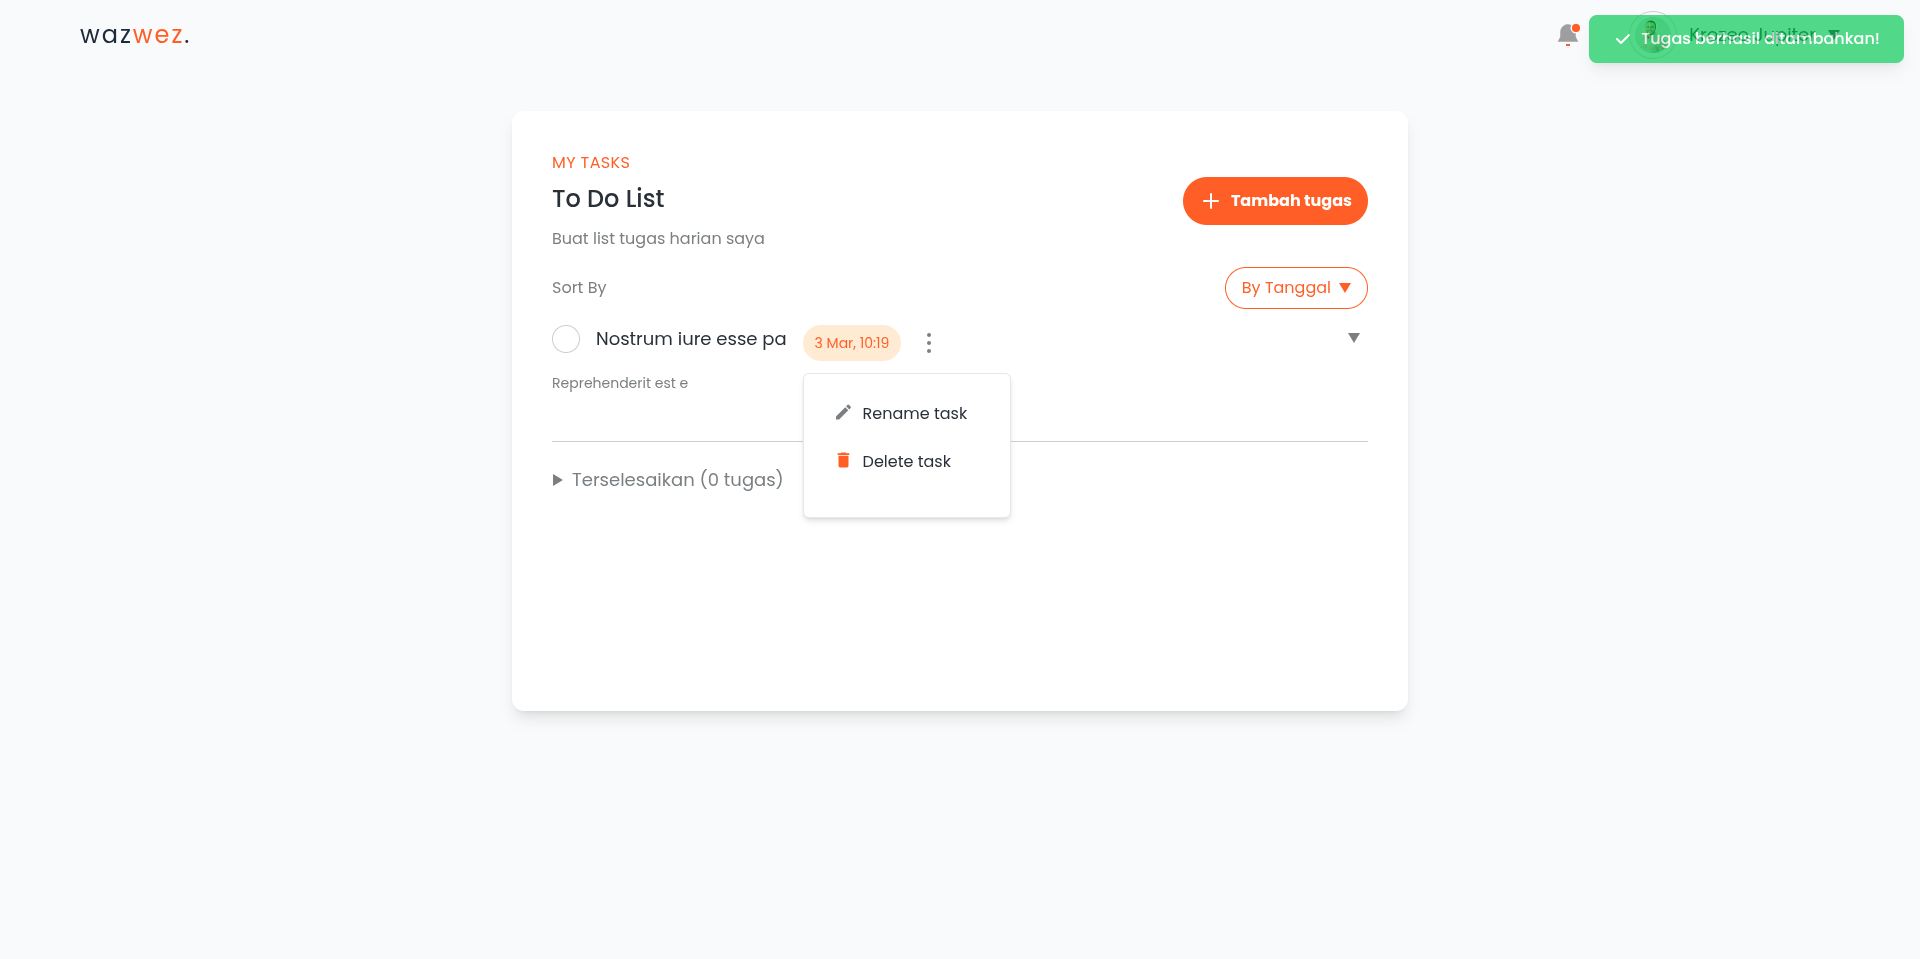 wazwez.
Tugas berhasil ditambahkan!
MY TASKS
To Do List
Tambah tugas
Buat list tugas harian saya
Sort By
By Tanggal
Nostrum iure esse pa
3 Mar, 10:19
Reprehenderit est e
Rename task
Delete task
Terselesaikan (0 tugas)